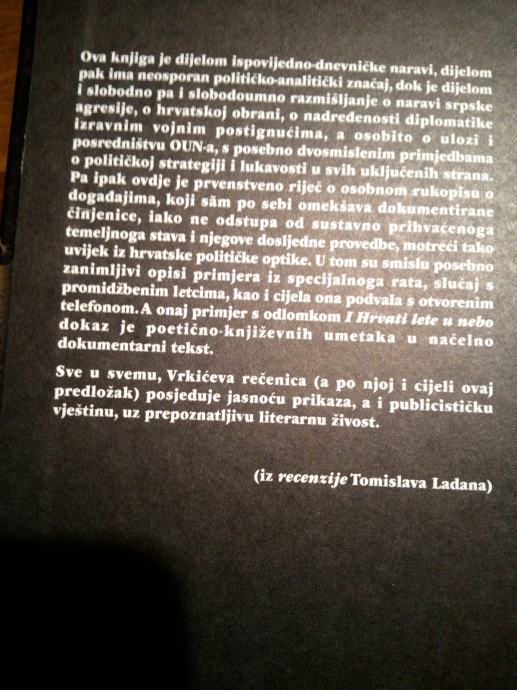 Ova knjiga je dijelom ispovijedno-dnevničke naravi, dijelom
pak ima neosporan političko-analitički značaj, dok je dijelom
i slobodno pa i slobodoumno razmišljanje o naravi srpske
agresije, o hrvatskoj obrani, o nadređenosti diplomatike
izravnim vojnim postignućima, a osobito o ulozi i
posredništvu OUN-a, s posebno dvosmislenim primjedbama
o političkoj strategiji i lukavosti u svih uključenih strana.
Pa ipak ovdje je prvenstveno riječ o osobnom rukopisu o
događajima, koji sȁm po sebi omekšava dokumentirane
činjenice, iako ne odstupa od sustavno prihvaćenoga
temeljnoga stava i njegove dosljedne provedbe, motreći tako
uvijek iz hrvatske političke optike. U tom su smislu posebno
zanimljivi opisi primjera iz specijalnoga rata, slučaj s
promidžbenim letcima, kao i cijela ona podvala s otvorenim
telefonom. A onaj primjer s odlomkom I Hrvati lete u nebo
dokaz je poetično-književnih umetaka u načelno
dokumentarni tekst.
Sve u svemu, Vrkićeva rečenica (a po njoj i cijeli ovaj
predložak) posjeduje jasnoću prikaza, a i publicističku
vještinu, uz prepoznatljivu literarnu živost.
(iz recenzije Tomislava Ladana)